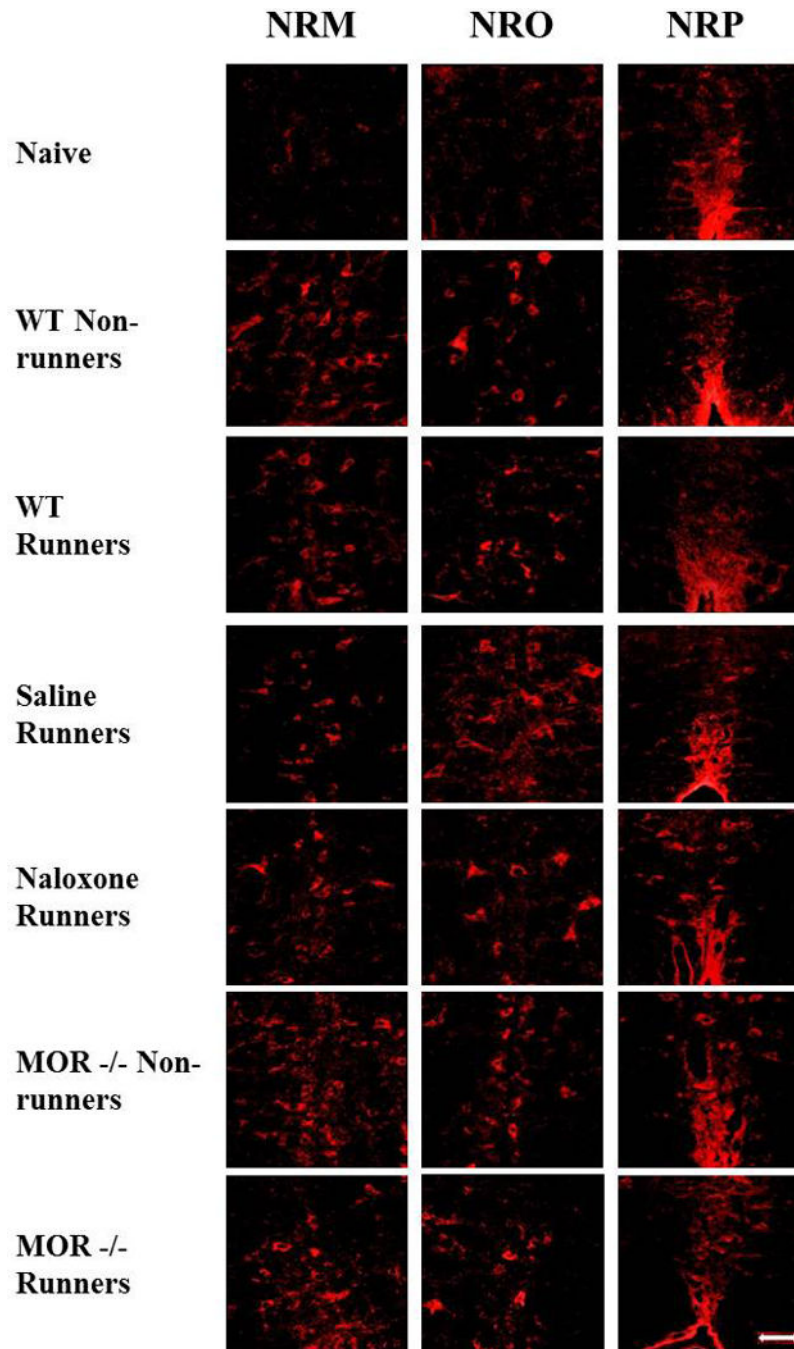 NRM NRO NRP
Naive
WT Non-
runners
WT
Runners
Saline
Runners
Naloxone
Runners
MOR -/- Non-
runners
MOR -/-
Runners